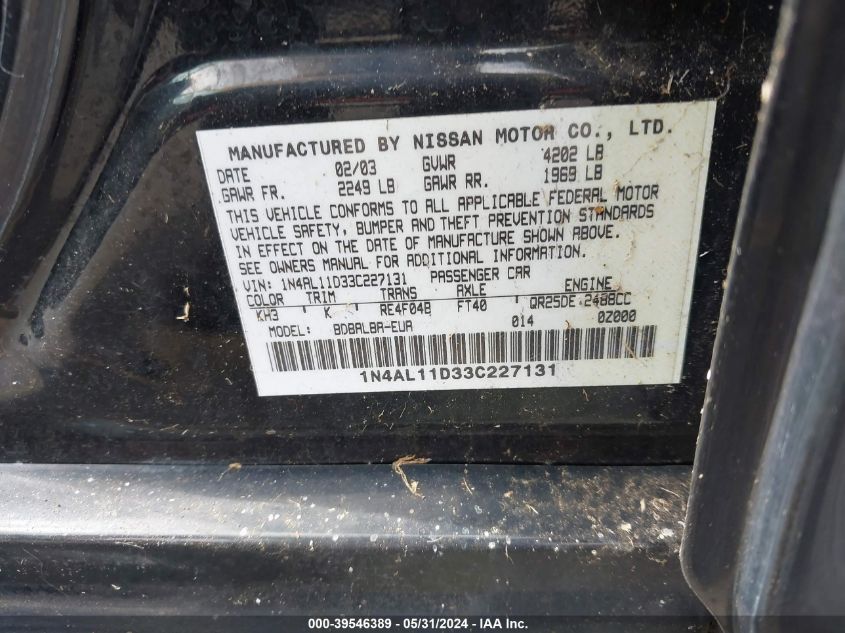 MANUFACTURED BY NISSAN MOTOR CO., LTD.
DATE 02/03 GVWR 4202 LB
GAWR FR. 2249 LB GAWR RR. 1969 LB
THIS VEHICLE CONFORMS TO ALL APPLICABLE FEDERAL MOTOR
VEHICLE SAFETY, BUMPER AND THEFT PREVENTION STANDARDS
IN EFFECT ON THE DATE OF MANUFACTURE SHOWN ABOVE.
SEE OWNERS MANUAL FOR ADDITIONAL INFORMATION.
VIN: 1N4AL11D33C227131 PASSENGER CAR
COLOR TRIM TRANS AXLE ENGINE
KH3 K RE4F04B FT40 QR25DE 2488CC
MODEL: BDBALBA-EUA 014 0Z000
1N4AL11D33C227131
000-39546389 - 05/31/2024 - IAAI.com